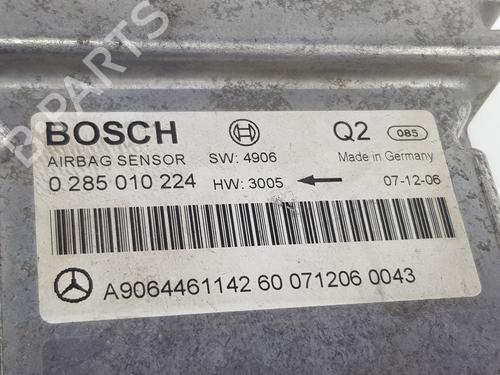 B-PARTS
BOSCH
Q2 085
AIRBAG SENSOR SW: 4906 Made in Germany
0 285 010 224 HW: 3005 07-12-06
A9064461142 60 071206 0043